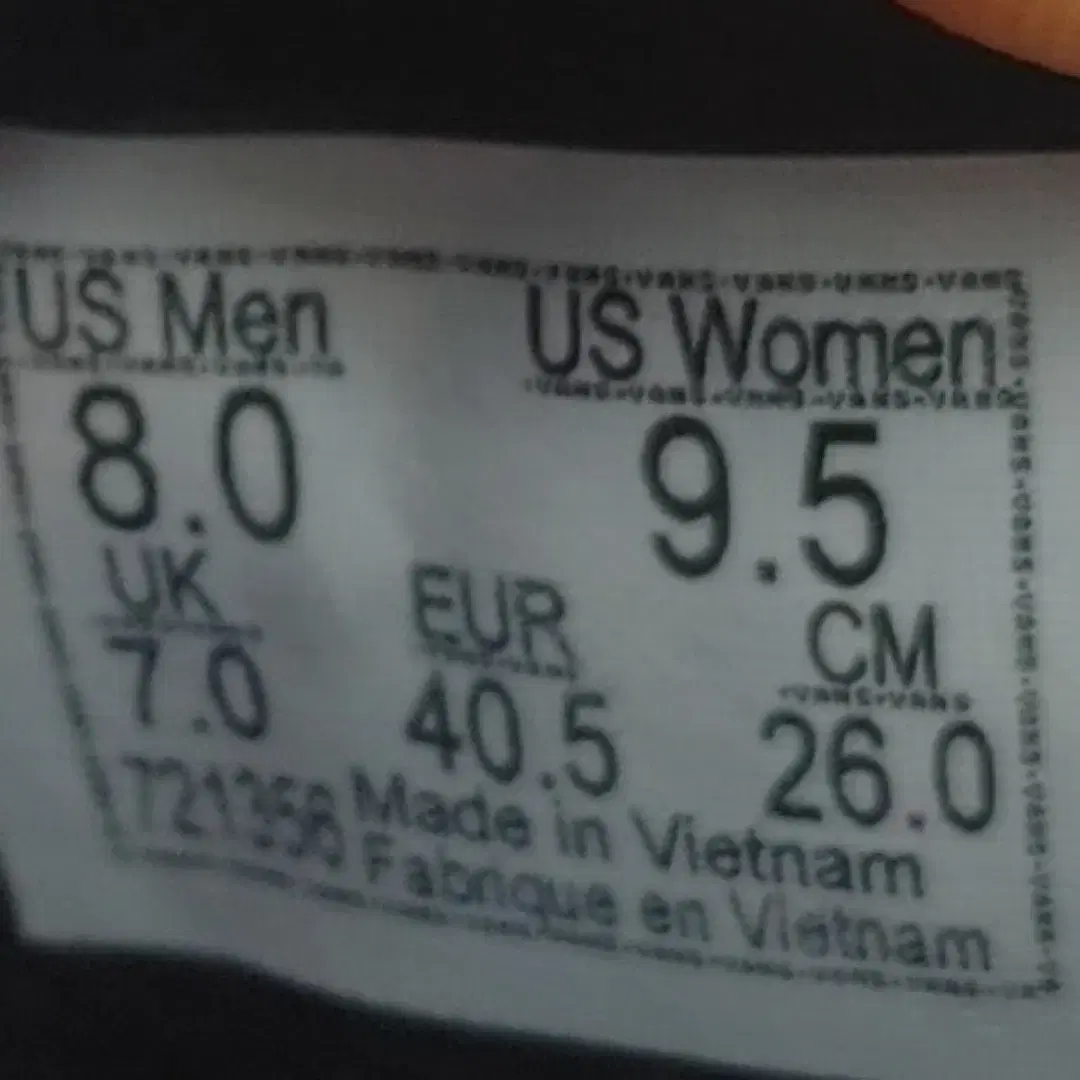 US Men US Women
8.0 9.5
UK EUR CM
7.0 40.5 26.0
721356 Made in Vietnam
Fabrique en Vietnam